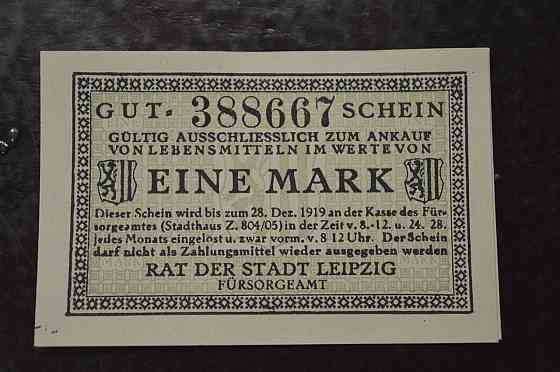 GUT- 388667 SCHEIN
GÜLTIG AUSSCHLIESSLICH ZUM ANKAUF
VON LEBENSMITTELN IM WERTE VON
EINE MARK
Dieser Schein wird bis zum 28. Dez. 1919 an der Kasse des Für-
sorgeamtes (Stadthaus Z. 804/05) in der Zeit v. 8.-12. u. 24. 28.
jedes Monats eingelöst u. zwar vorm. v. 8 12 Uhr. Der Schein
darf nicht als Zahlungsmittel wieder ausgegeben werden
RAT DER STADT LEIPZIG
FÜRSORGEAMT